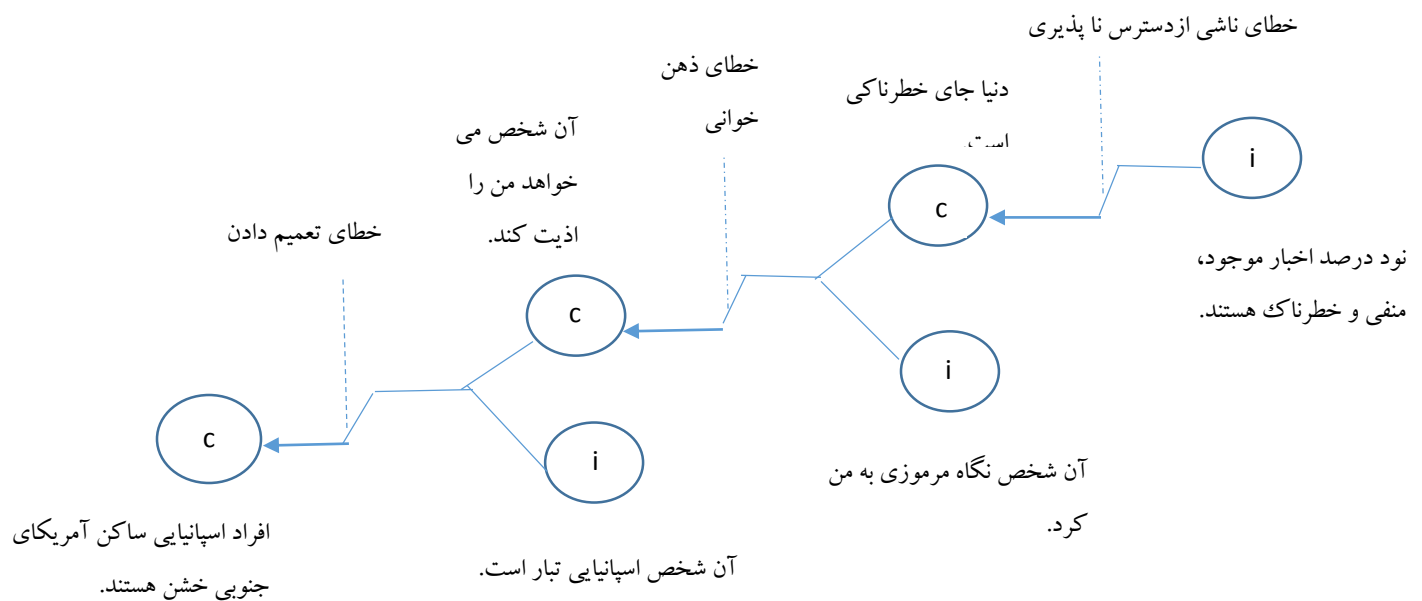 خطای ناشی ازدسترس نا پذیری
خطای ذهن
خوانی
دنیا جای خطرناکی
است.
آن شخص می
خواهد من را
اذیت کند.
خطای تعمیم دادن
i
c
نود درصد اخبار موجود،
منفی و خطرناک هستند.
c
i
آن شخص نگاه مرموزی به من
کرد.
c
i
آن شخص اسپانیایی تبار است.
افراد اسپانیایی ساکن آمریکای
جنوبی خشن هستند.